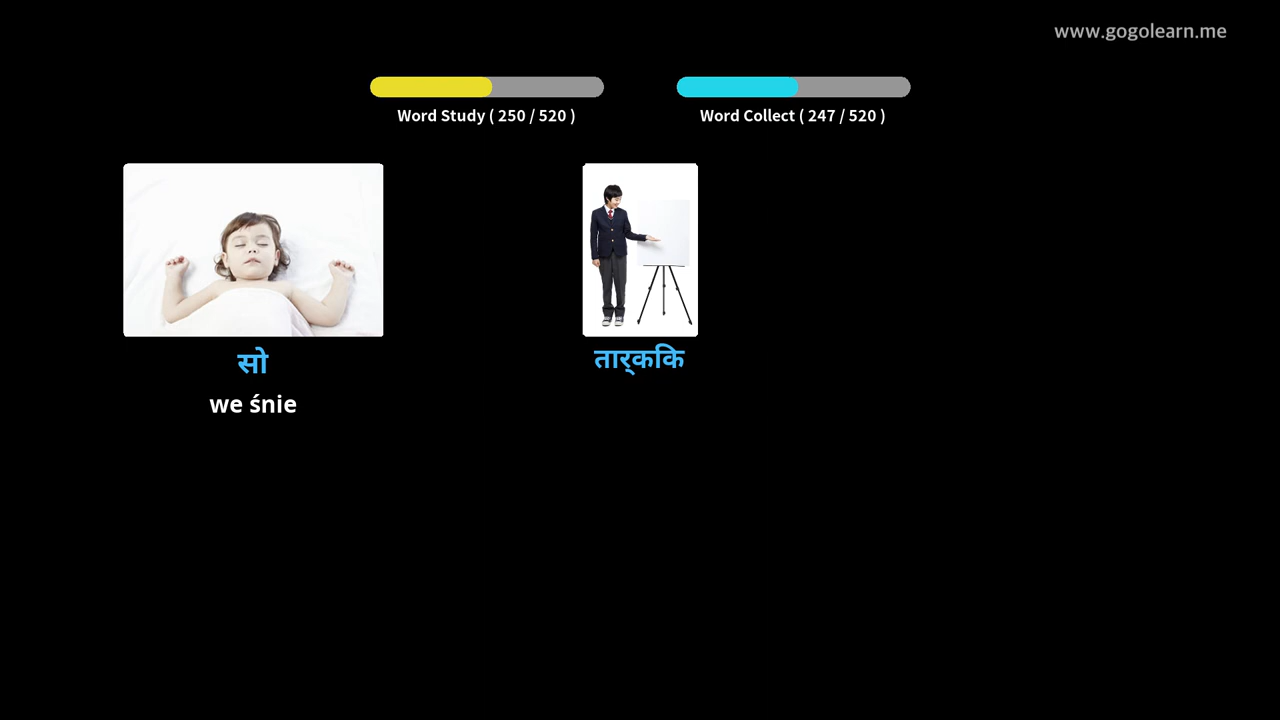 www.gogolearn.me
Word Study ( 250 / 520 )
Word Collect ( 247 / 520 )
सो
तार्ककि
we śnie